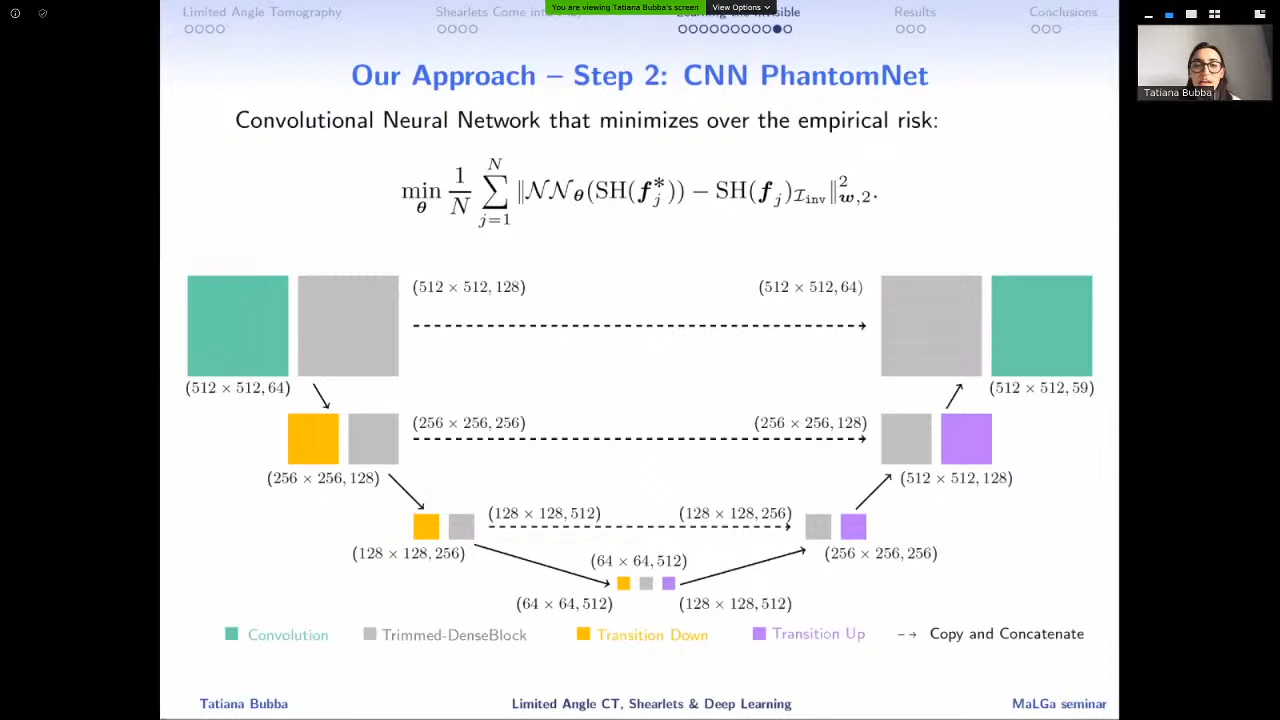 You are viewing Tatiana Bubba's screen
View Options
Limited Angle Tomography
Shearlets Come into
Learning the Invisible
Results
Conclusions
Tatiana Bubba
Our Approach – Step 2: CNN PhantomNet
Convolutional Neural Network that minimizes over the empirical risk:
min_θ 1/N ∑_{j=1}^{N} ‖𝒩𝒩_θ(SH(f*_j)) − SH(f_j)_{ℐ_inv}‖²_{w,2}.
(512 × 512, 128)
(512 × 512, 64)
(512 × 512, 64)
(512 × 512, 59)
(256 × 256, 256)
(256 × 256, 128)
(256 × 256, 128)
(512 × 512, 128)
(128 × 128, 512)
(128 × 128, 256)
(128 × 128, 256)
(256 × 256, 256)
(64 × 64, 512)
(64 × 64, 512)
(128 × 128, 512)
Convolution
Trimmed-DenseBlock
Transition Down
Transition Up
Copy and Concatenate
Tatiana Bubba
Limited Angle CT, Shearlets & Deep Learning
MaLGa seminar